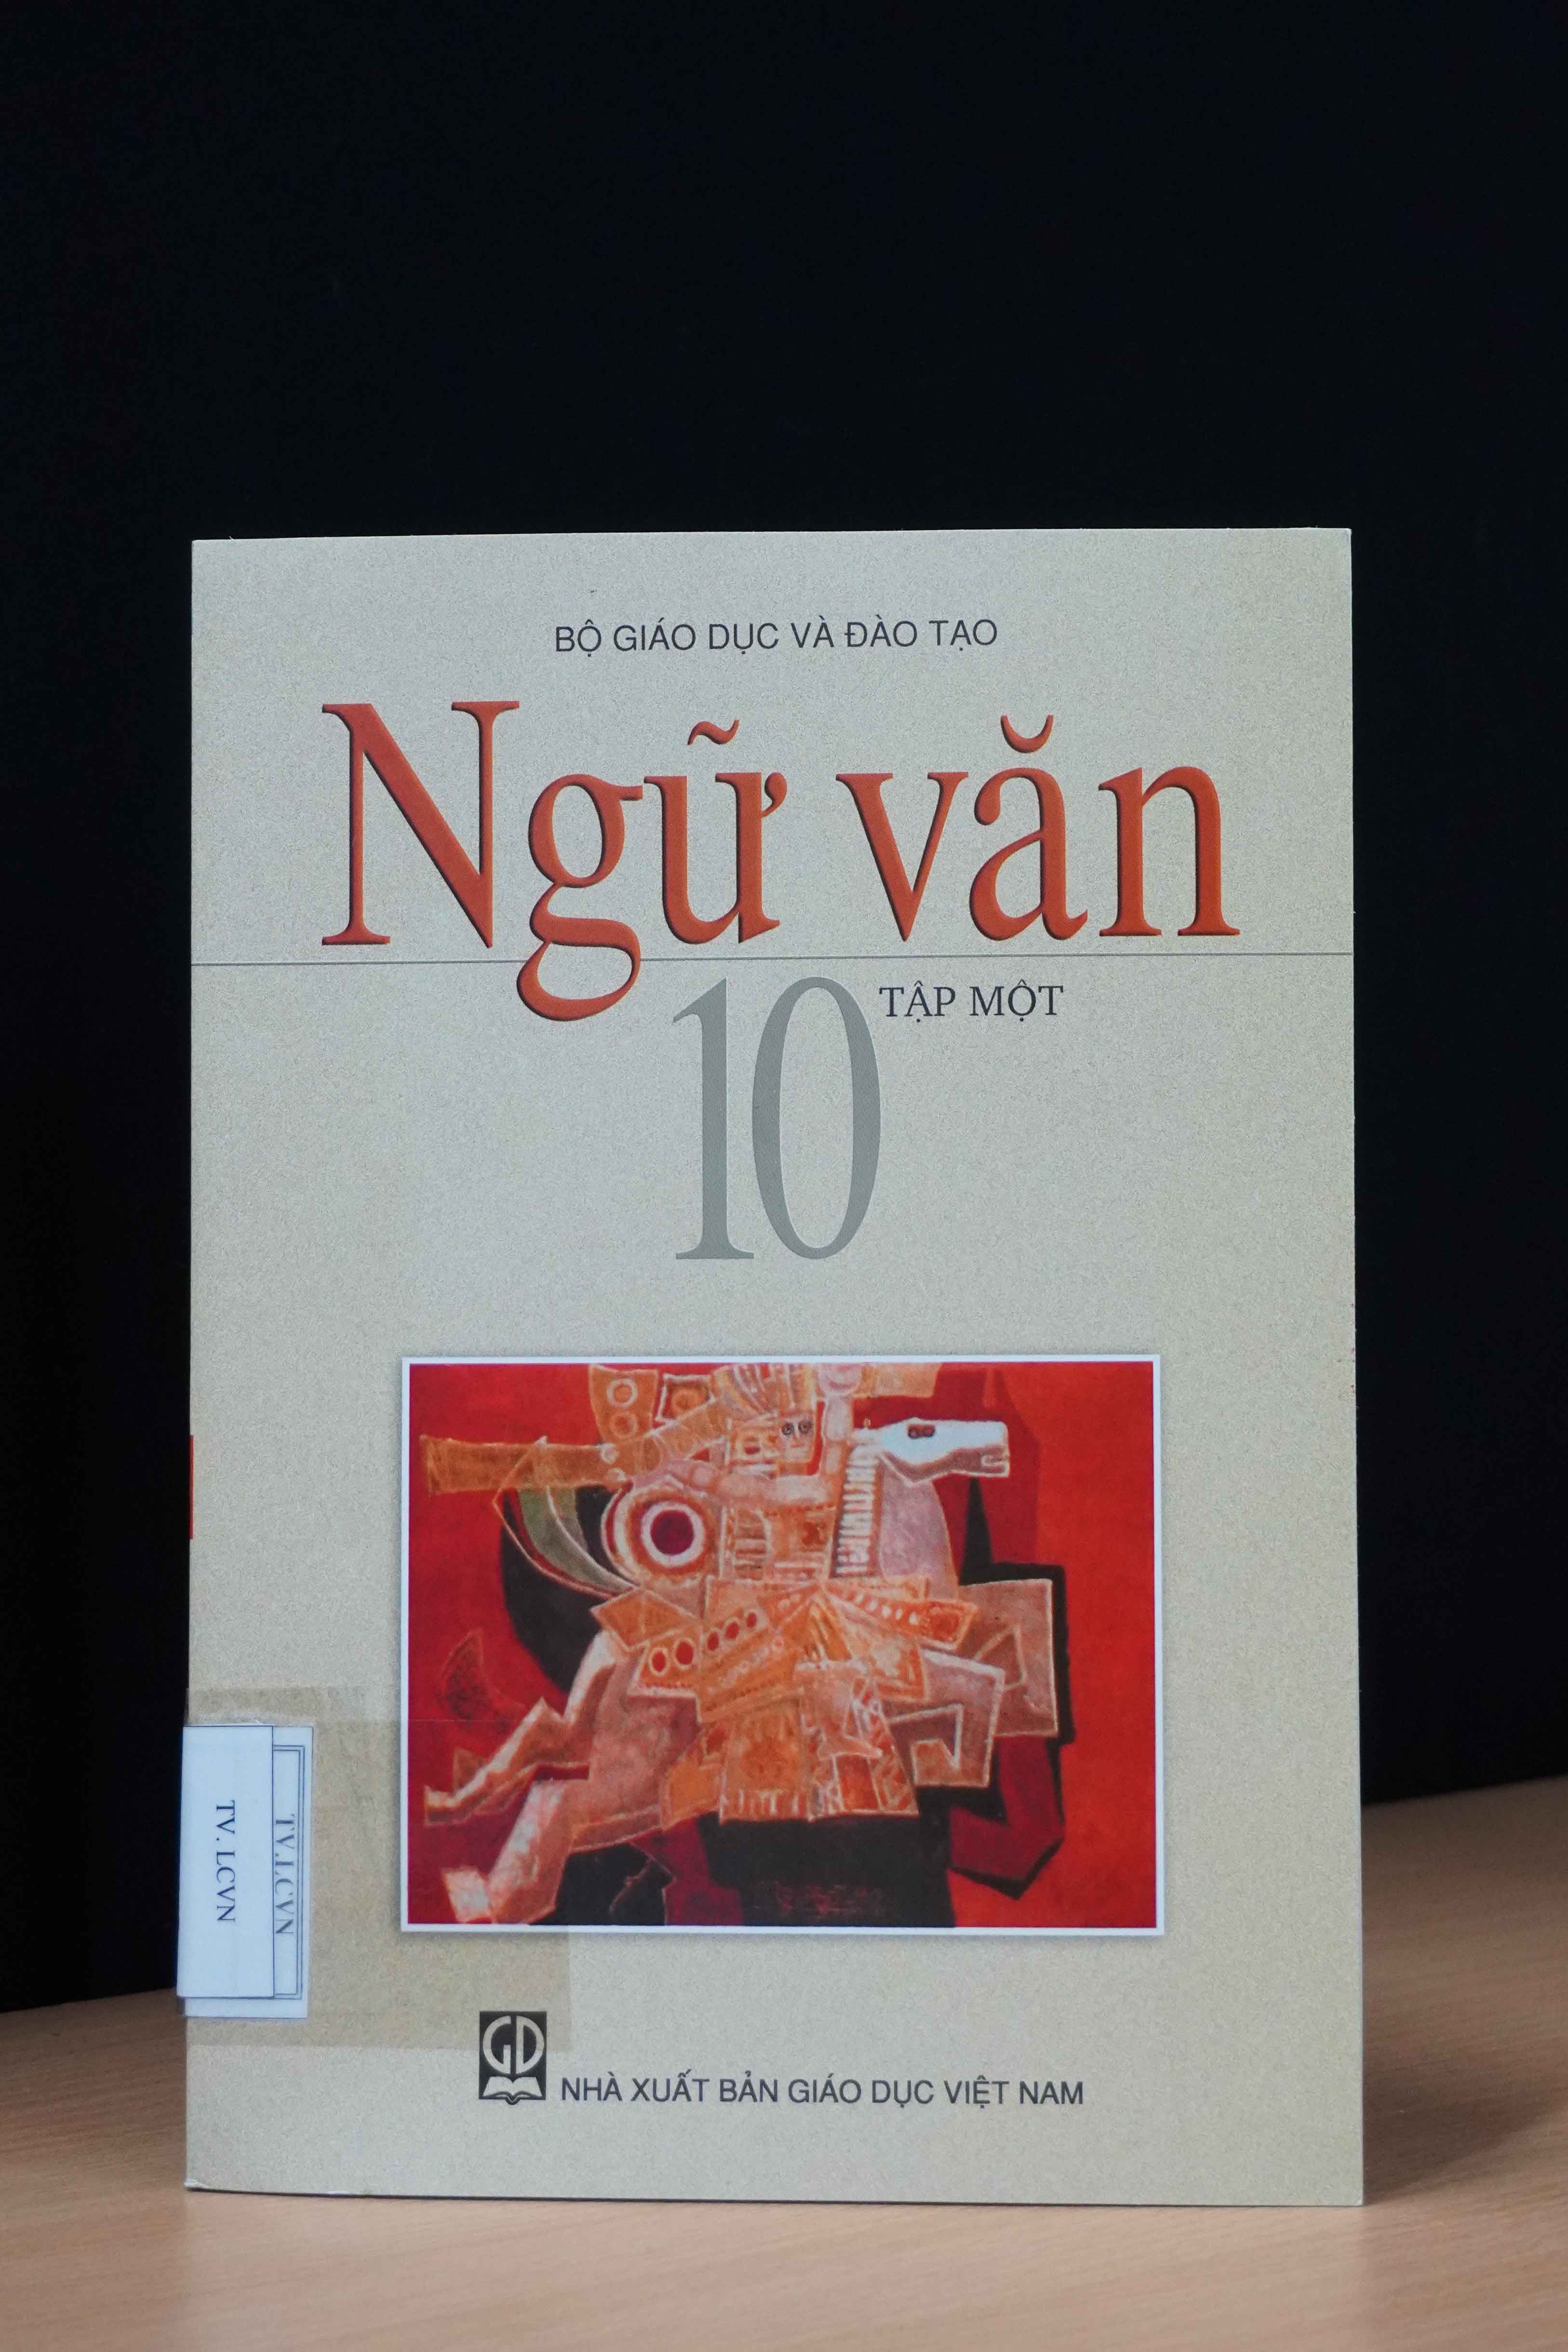 BỘ GIÁO DỤC VÀ ĐÀO TẠO
Ngữ văn
10
TẬP MỘT
TV. LCVN
TV.LCVN
GD
NHÀ XUẤT BẢN GIÁO DỤC VIỆT NAM